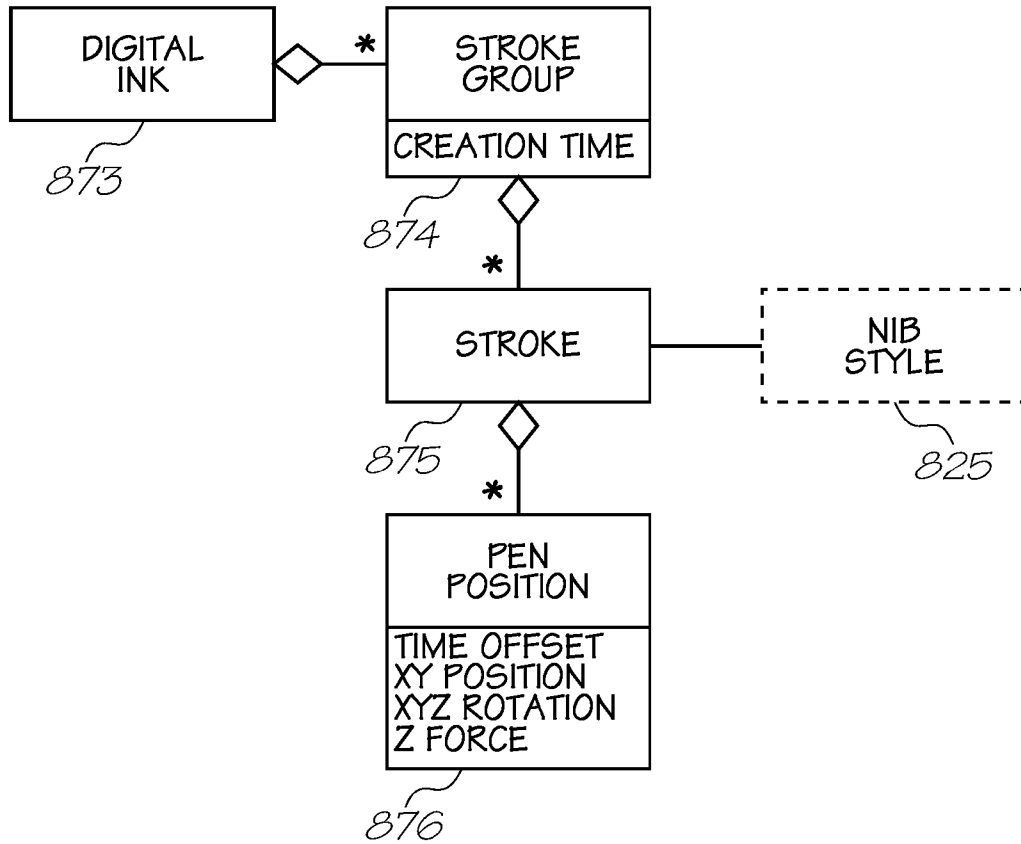 DIGITAL
INK
873
*
STROKE
GROUP
CREATION TIME
874
*
STROKE
875
NIB
STYLE
825
*
PEN
POSITION
TIME OFFSET
XY POSITION
XYZ ROTATION
Z FORCE
876